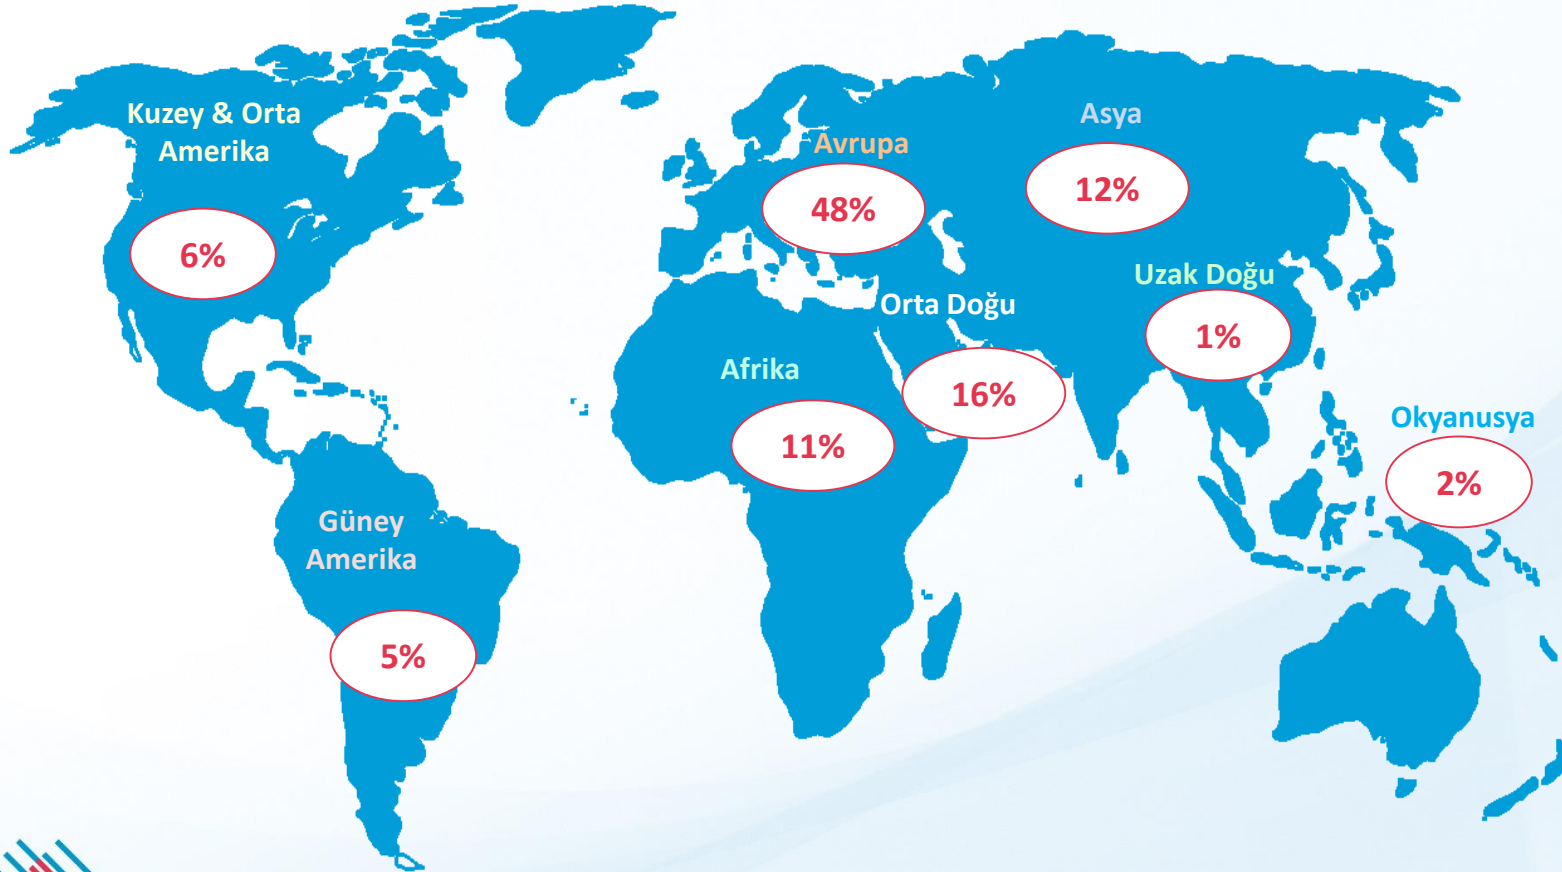 Kuzey & Orta
Amerika
6%
Güney
Amerika
5%
Avrupa
48%
Afrika
11%
Orta Doğu
16%
Asya
12%
Uzak Doğu
1%
Okyanusya
2%